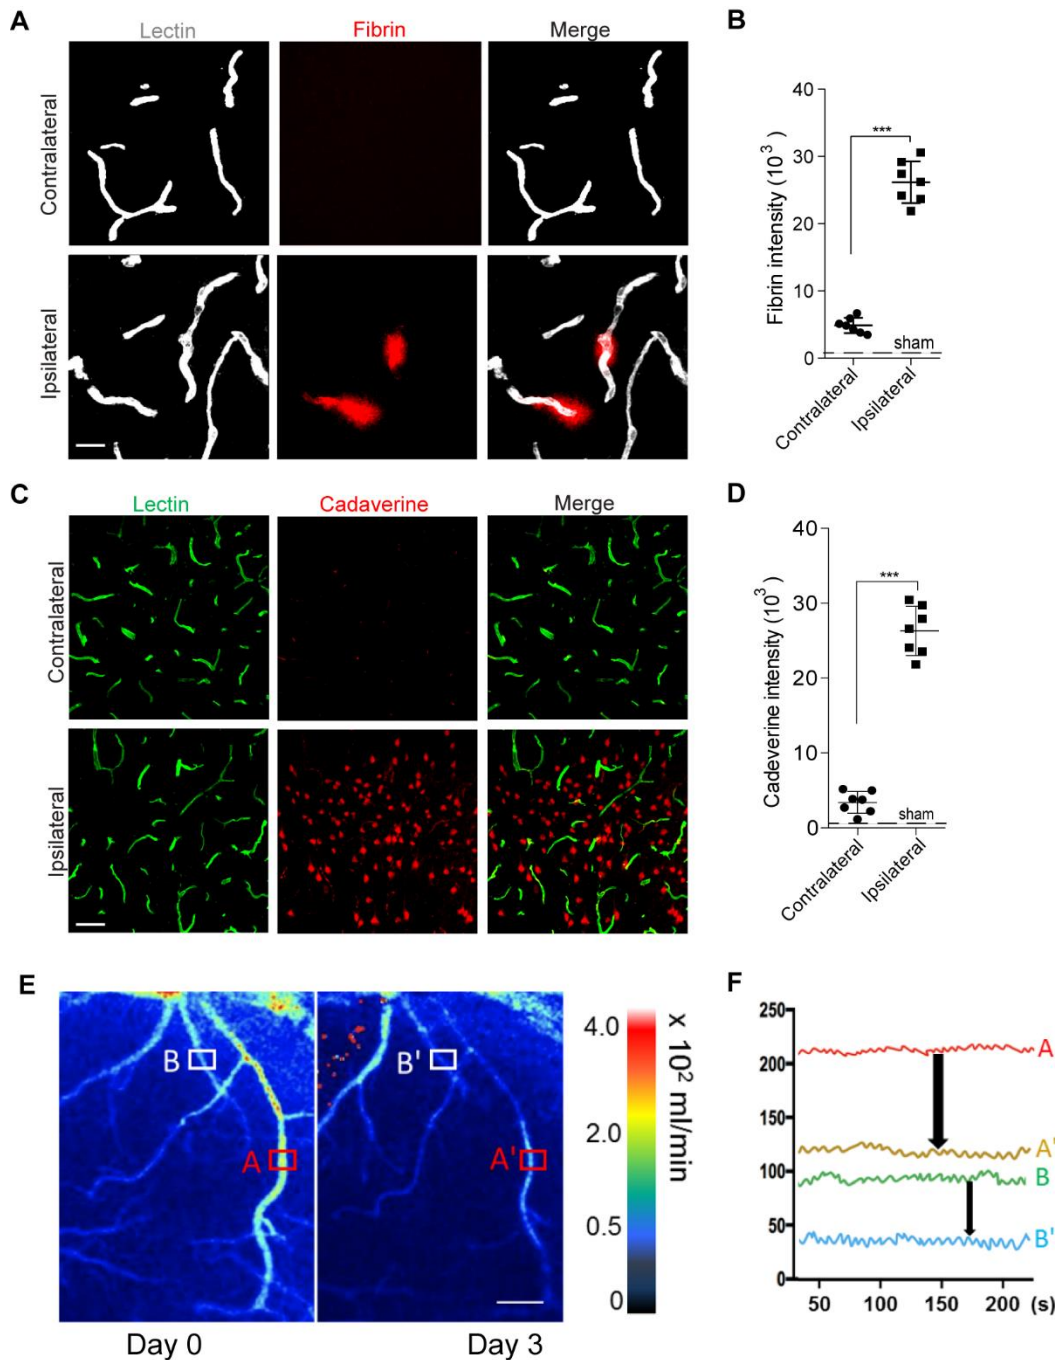 A
Lectin Fibrin Merge
Contralateral
Ipsilateral
B
Fibrin intensity (10³)
40
30
20
10
0
***
sham
Contralateral
Ipsilateral
C
Lectin Cadaverine Merge
Contralateral
Ipsilateral
D
Cadeverine intensity (10³)
40
30
20
10
0
***
sham
Contralateral
Ipsilateral
E
B
A
B'
A'
Day 0 Day 3
4.0
2.0
0.5
0
x 10² ml/min
F
250
200
150
100
50
0
50 100 150 200 (s)
A
A'
B
B'